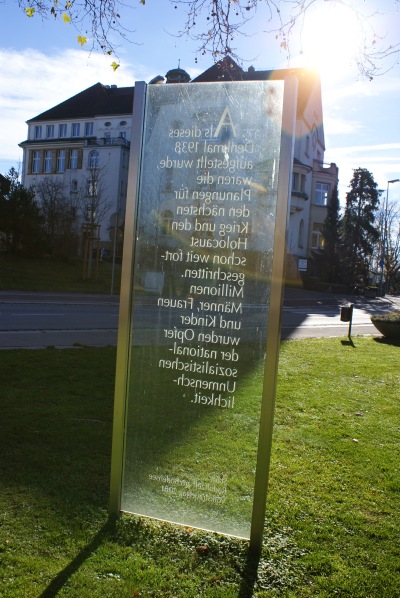 Als dieses
Denkmal 1938
aufgestellt wurde,
waren die
Planungen für
den nächsten
Krieg und den
Holocaust
schon weit fort-
geschritten.
Millionen
Männer, Frauen
und Kinder
wurden Opfer
der national-
sozialistischen
Unmensch-
lichkeit.